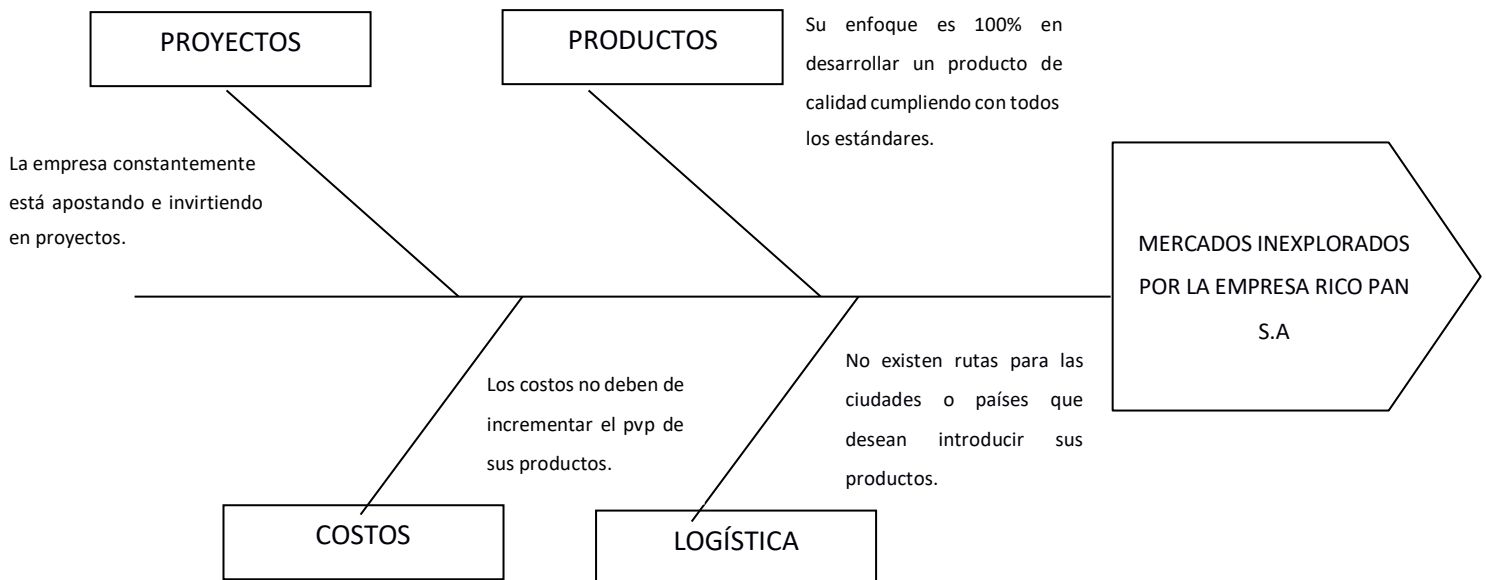 PROYECTOS
PRODUCTOS
Su enfoque es 100% en
desarrollar un producto de
calidad cumpliendo con todos
los estándares.
La empresa constantemente
está apostando e invirtiendo
en proyectos.
MERCADOS INEXPLORADOS
POR LA EMPRESA RICO PAN
S.A
Los costos no deben de
incrementar el pvp de
sus productos.
No existen rutas para las
ciudades o países que
desean introducir sus
productos.
COSTOS
LOGÍSTICA